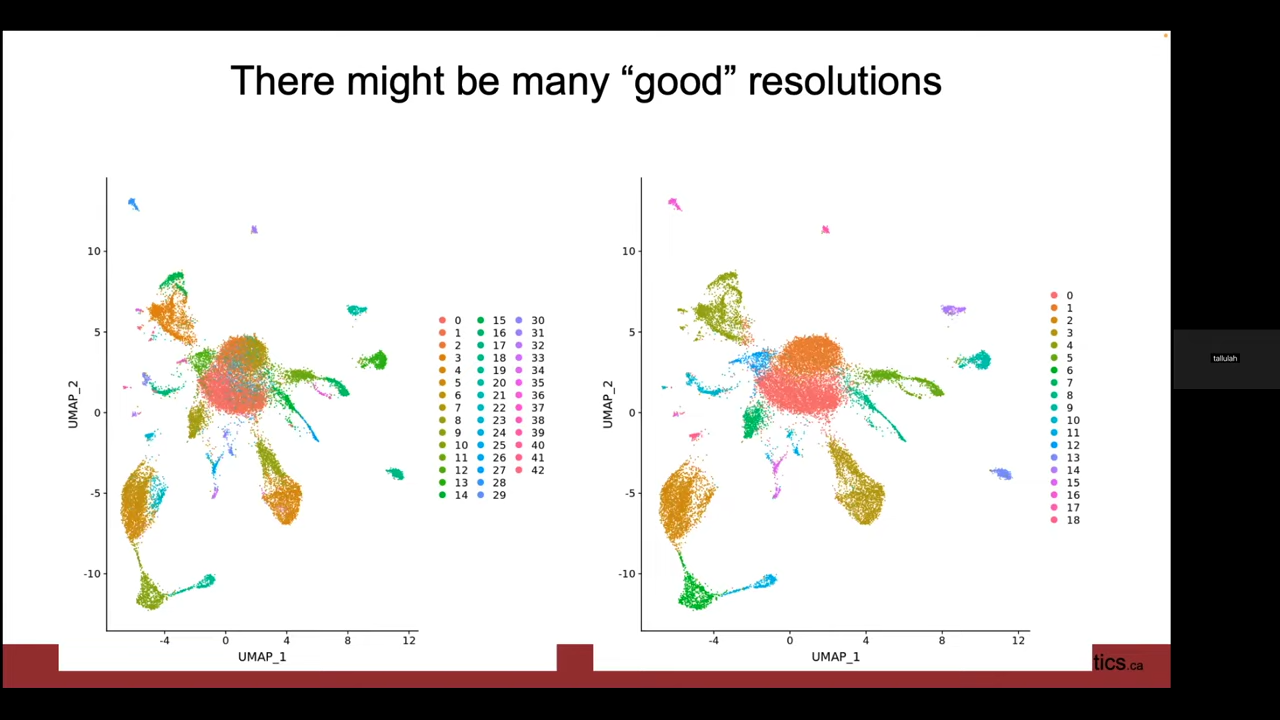 There might be many “good” resolutions
10
5
0
-5
-10
UMAP_2
-4 0 4 8 12
UMAP_1
0 15 30
1 16 31
2 17 32
3 18 33
4 19 34
5 20 35
6 21 36
7 22 37
8 23 38
9 24 39
10 25 40
11 26 41
12 27 42
13 28
14 29
10
5
0
-5
-10
UMAP_2
-4 0 4 8 12
UMAP_1
0
1
2
3
4
5
6
7
8
9
10
11
12
13
14
15
16
17
18
tics.ca
tallulah